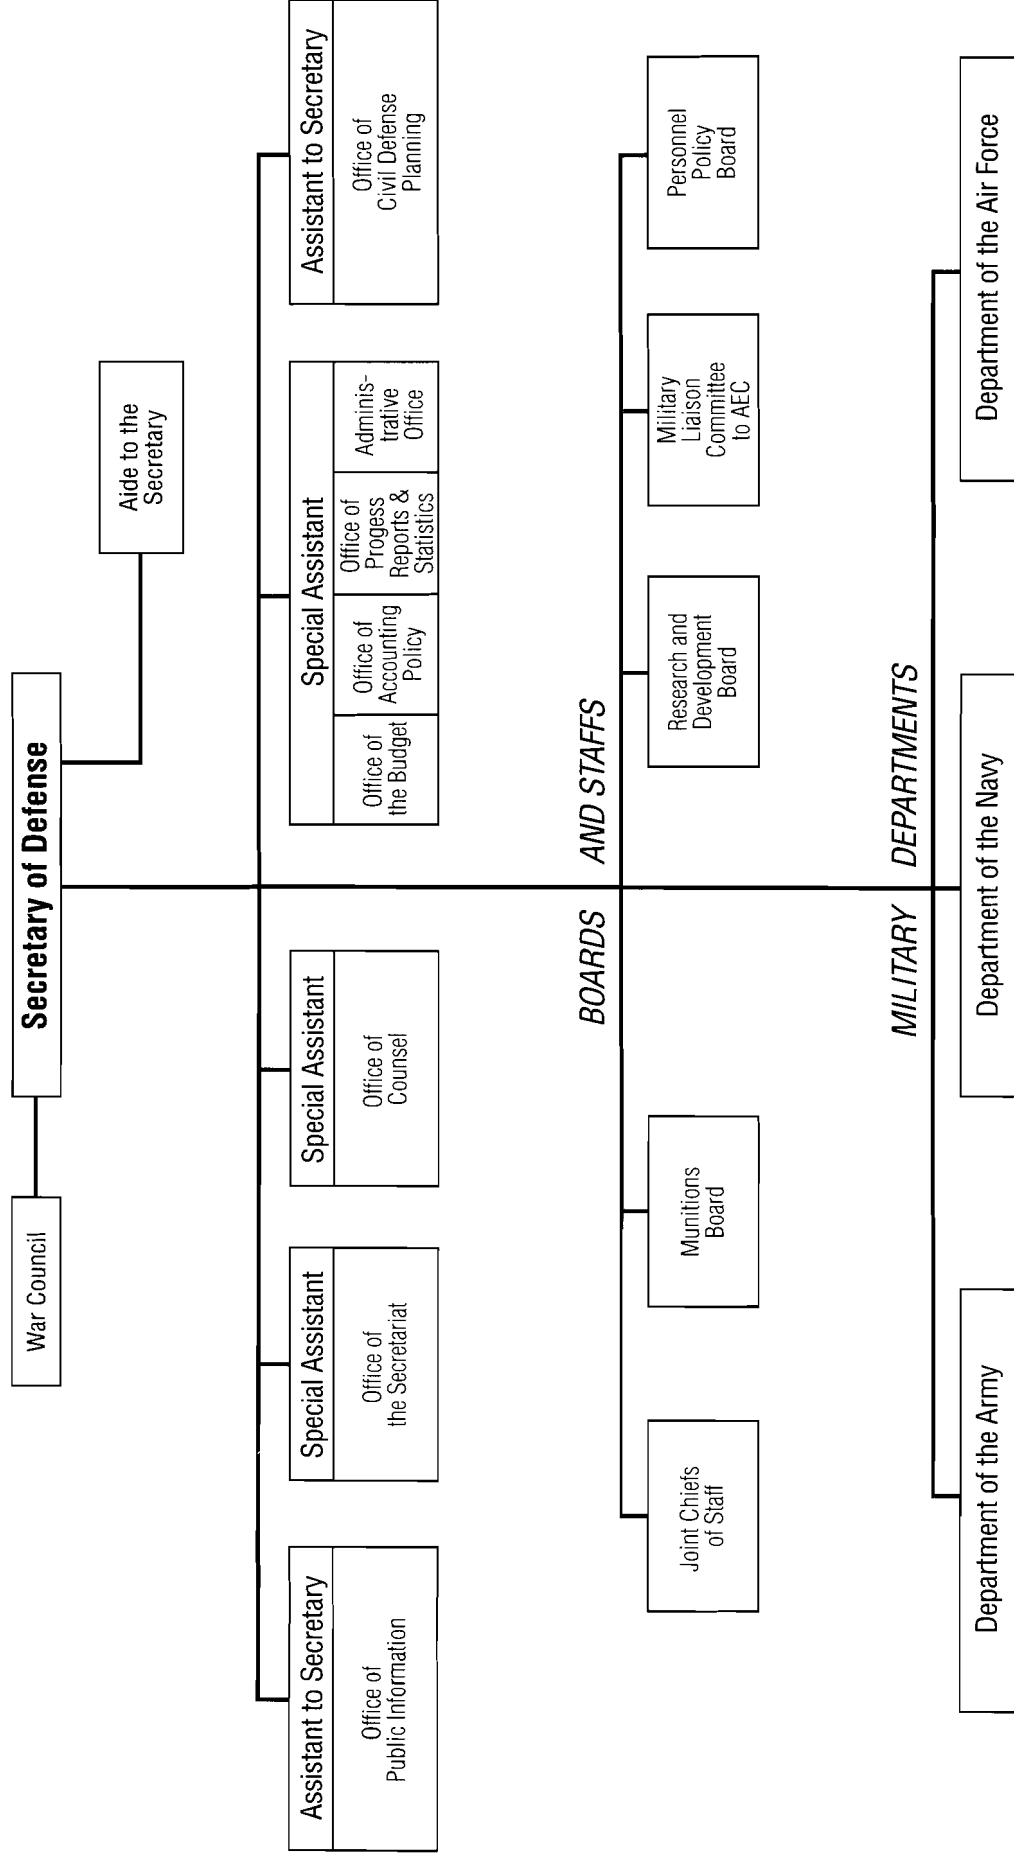 War Council
Secretary of Defense
Aide to the
Secretary
Assistant to Secretary
Office of
Public Information
Special Assistant
Office of
the Secretariat
Special Assistant
Office of
Counsel
Special Assistant
Office of
the Budget
Office of
Accounting
Policy
Office of
Progess
Reports &
Statistics
Adminis-
trative
Office
Assistant to Secretary
Office of
Civil Defense
Planning
BOARDS AND STAFFS
Joint Chiefs
of Staff
Munitions
Board
Research and
Development
Board
Military
Liaison
Committee
to AEC
Personnel
Policy
Board
MILITARY DEPARTMENTS
Department of the Army
Department of the Navy
Department of the Air Force